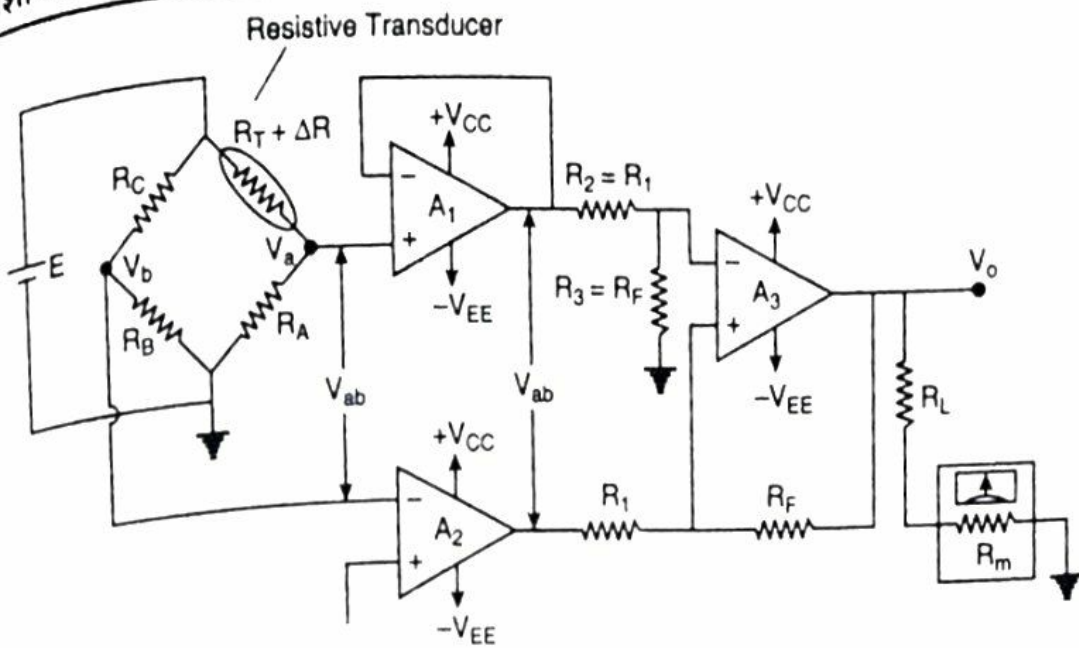 Resistive Transducer
R_T + ΔR
R_C
E
V_b
V_a
R_B
R_A
V_ab
+V_CC
−
A_1
+
−V_EE
V_ab
R_2 = R_1
R_3 = R_F
+V_CC
−
A_3
+
−V_EE
V_o
R_L
R_m
+V_CC
−
A_2
+
−V_EE
R_1
R_F